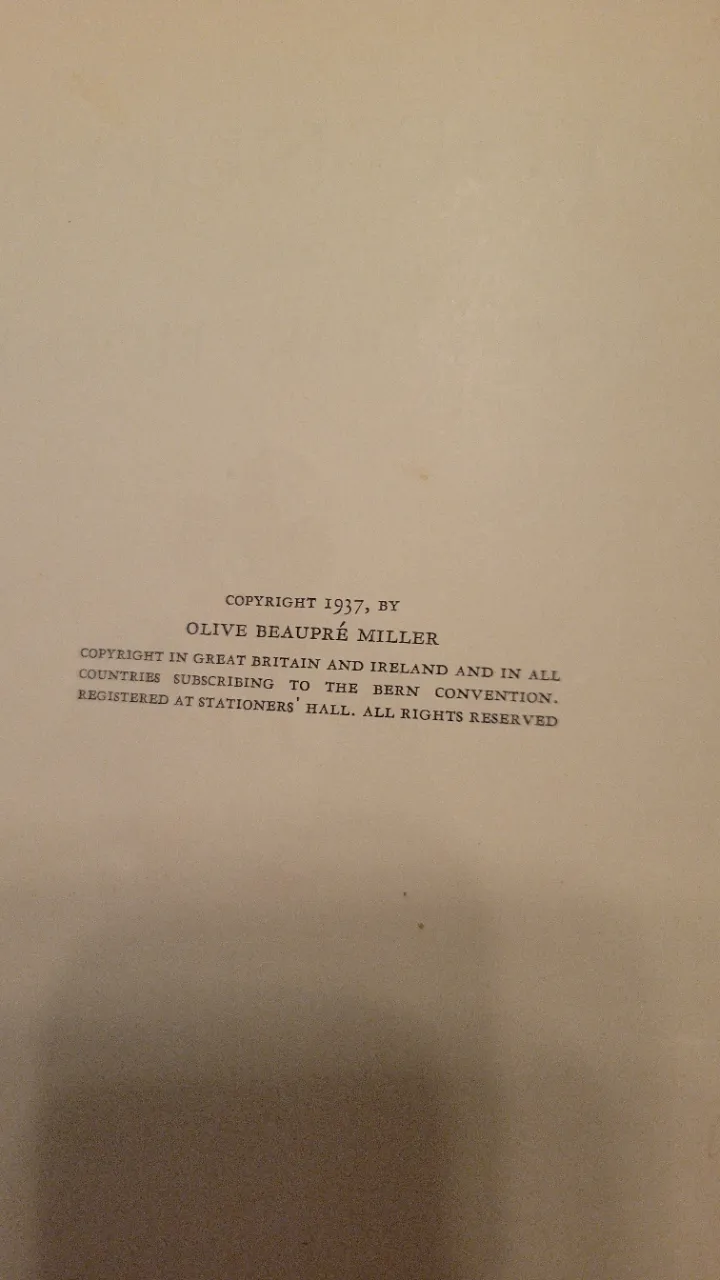 COPYRIGHT 1937, BY
OLIVE BEAUPRÉ MILLER
COPYRIGHT IN GREAT BRITAIN AND IRELAND AND IN ALL
COUNTRIES SUBSCRIBING TO THE BERN CONVENTION.
REGISTERED AT STATIONERS' HALL. ALL RIGHTS RESERVED